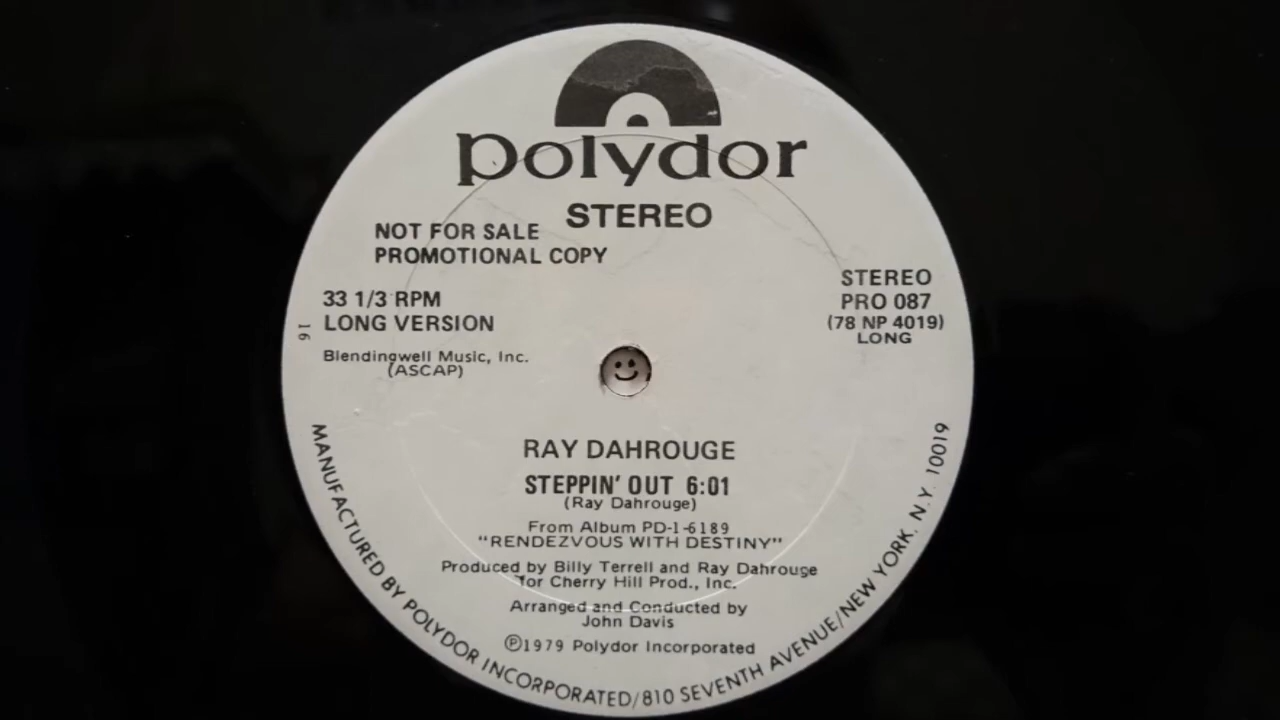 polydor
STEREO
NOT FOR SALE
PROMOTIONAL COPY
33 1/3 RPM
LONG VERSION
16
Blendingwell Music, Inc.
(ASCAP)
STEREO
PRO 087
(78 NP 4019)
LONG
RAY DAHROUGE
STEPPIN' OUT 6:01
(Ray Dahrouge)
From Album PD-1-6189
"RENDEZVOUS WITH DESTINY"
Produced by Billy Terrell and Ray Dahrouge
for Cherry Hill Prod., Inc.
Arranged and Conducted by
John Davis
℗1979 Polydor Incorporated
MANUFACTURED BY POLYDOR INCORPORATED/810 SEVENTH AVENUE/NEW YORK, N.Y. 10019